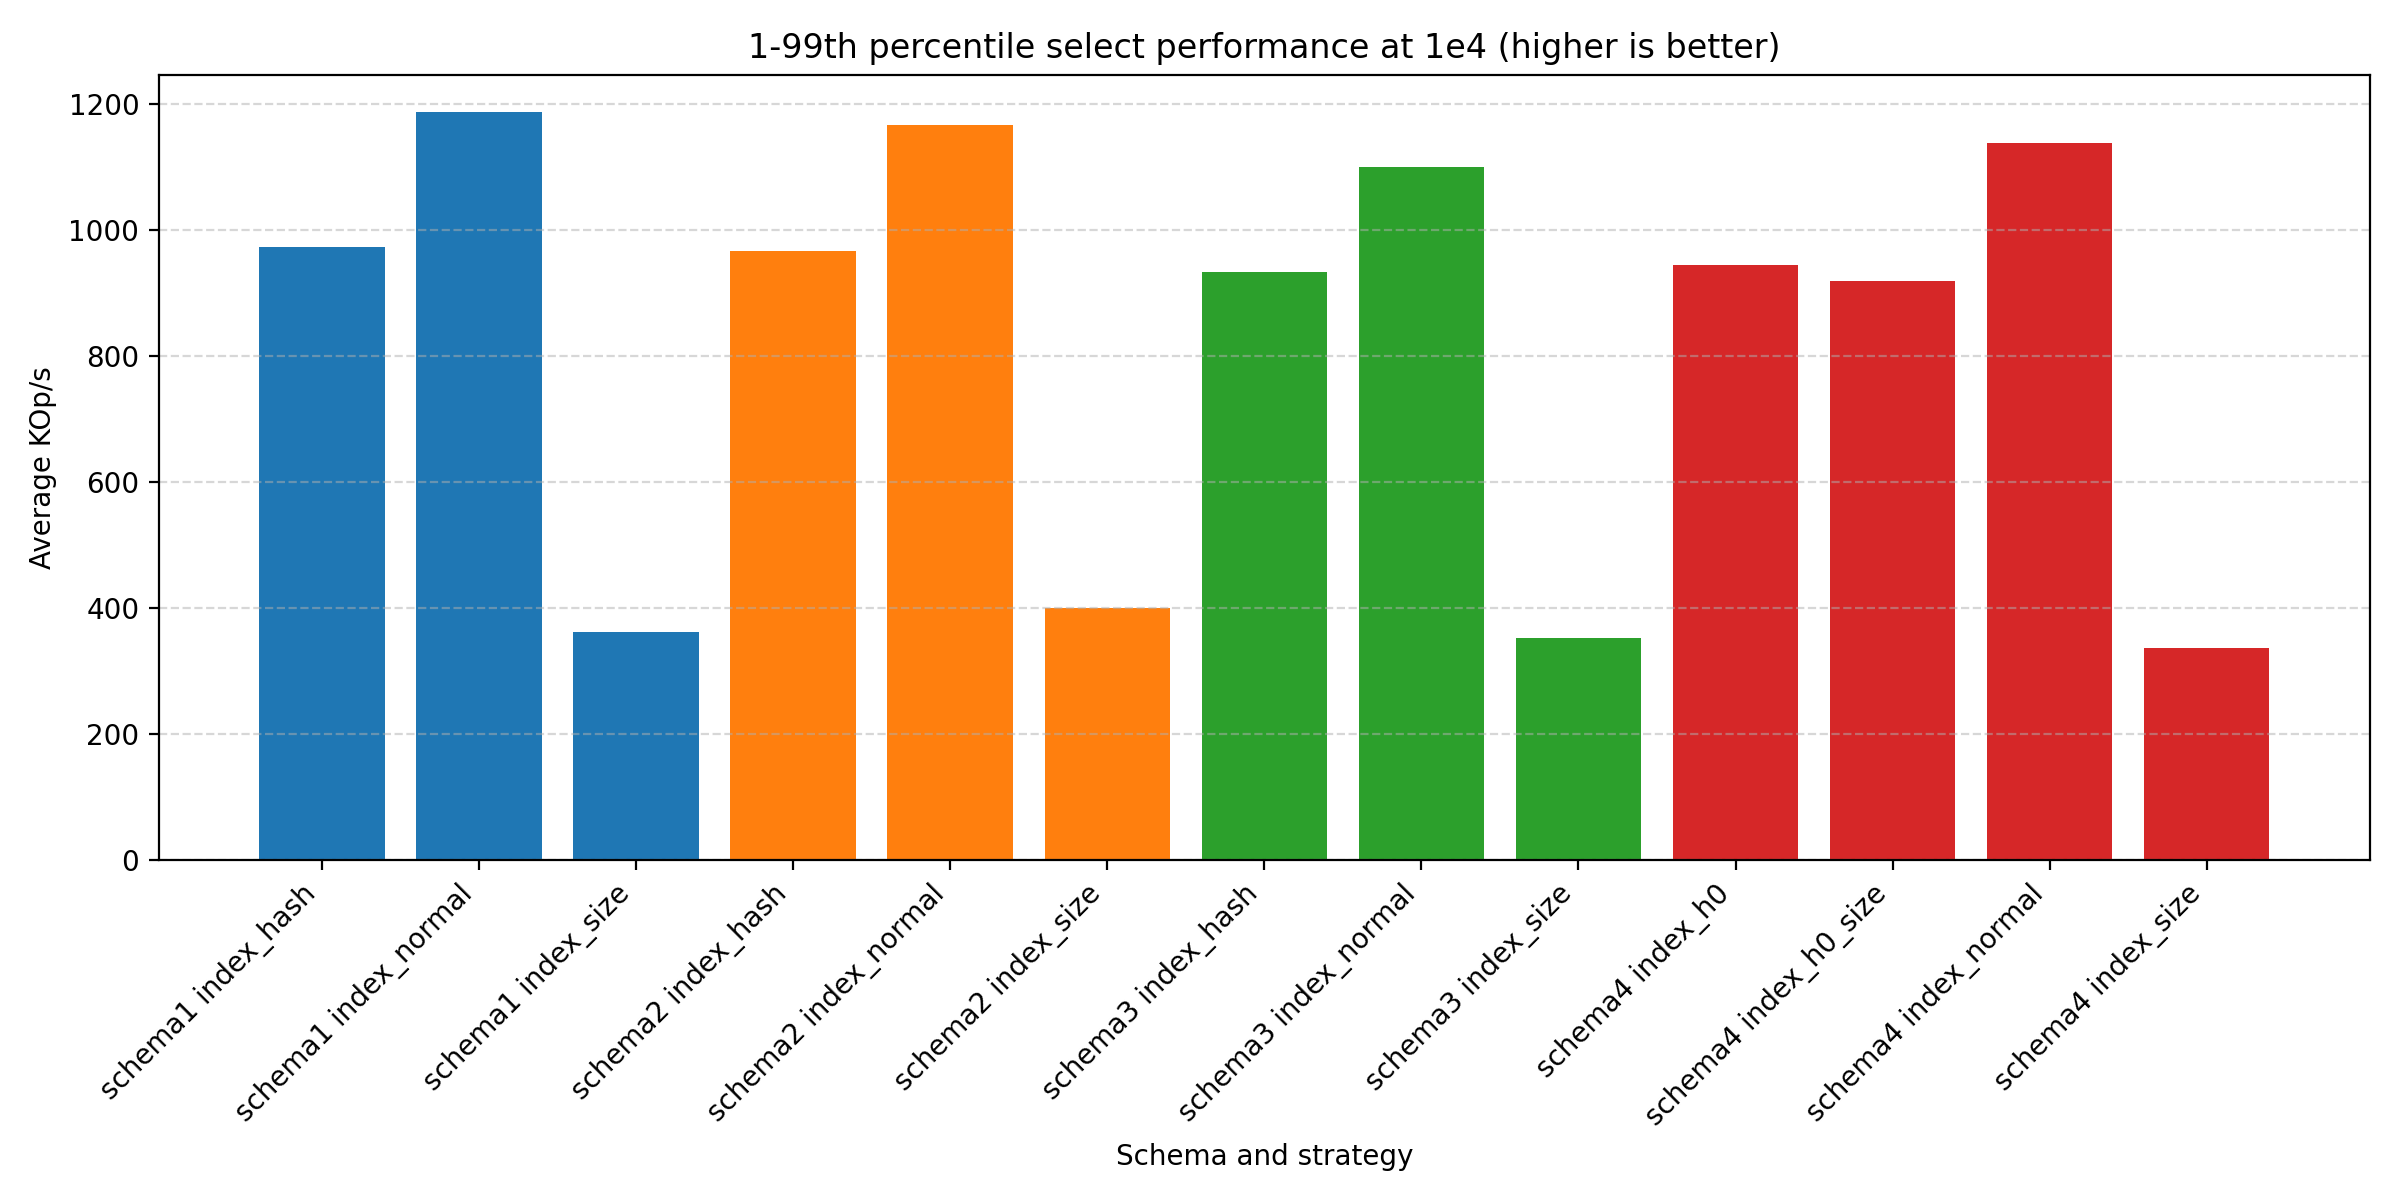 1-99th percentile select performance at 1e4 (higher is better)
Average KOp/s
1200
1000
800
600
400
200
0
schema1 index_hash
schema1 index_normal
schema1 index_size
schema2 index_hash
schema2 index_normal
schema2 index_size
schema3 index_hash
schema3 index_normal
schema3 index_size
schema4 index_h0
schema4 index_h0_size
schema4 index_normal
schema4 index_size
Schema and strategy